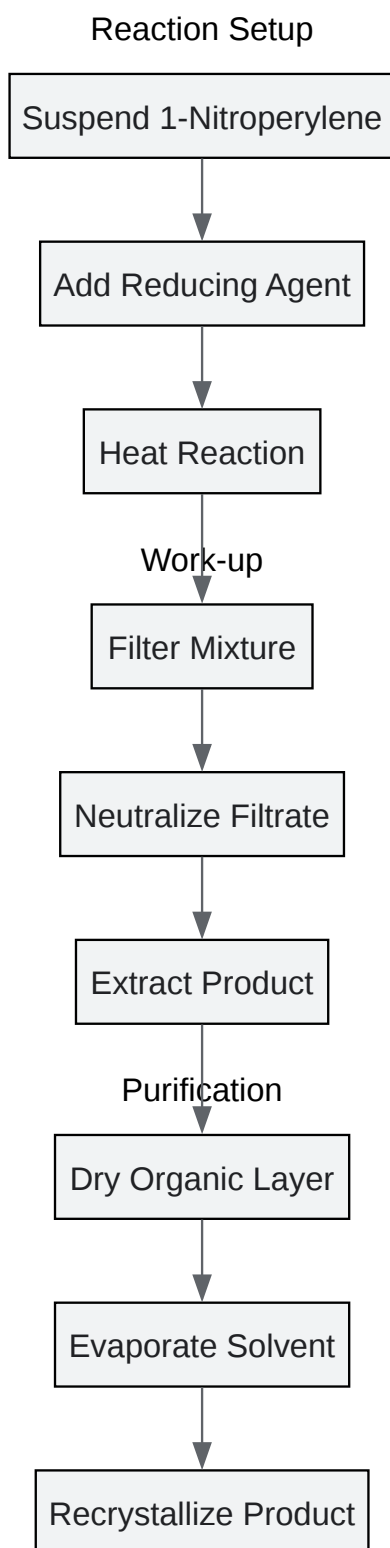 Reaction Setup
Suspend 1-Nitroperylene
Add Reducing Agent
Heat Reaction
Work-up
Filter Mixture
Neutralize Filtrate
Extract Product
Purification
Dry Organic Layer
Evaporate Solvent
Recrystallize Product